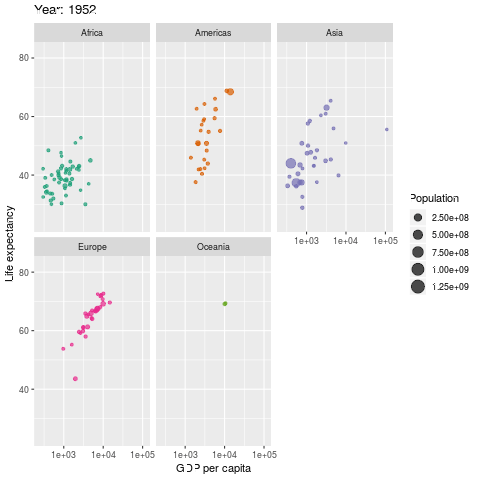 Year: 1952
Africa
Americas
Asia
80
60
40
1e+03
1e+04
1e+05
Europe
Oceania
80
60
40
1e+03
1e+04
1e+05
1e+03
1e+04
1e+05
GDP per capita
Life expectancy
Population
2.50e+08
5.00e+08
7.50e+08
1.00e+09
1.25e+09